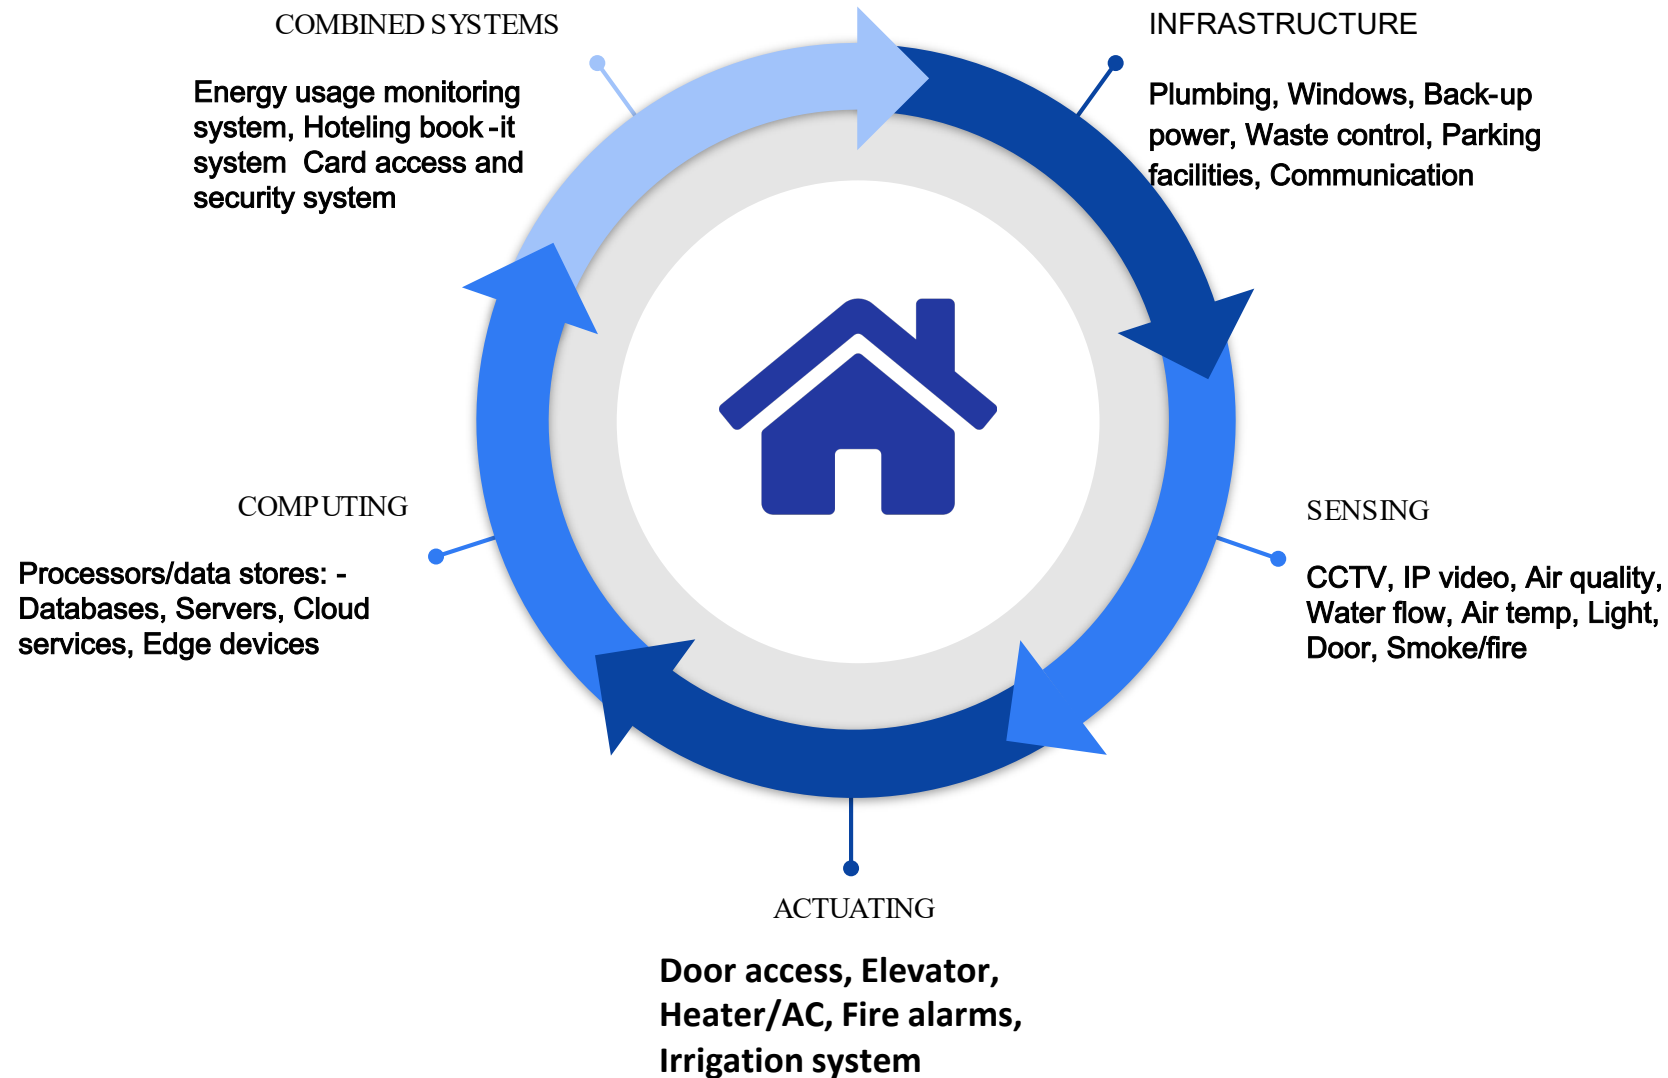 COMBINED SYSTEMS
Energy usage monitoring
system, Hoteling book-it
system Card access and
security system
INFRASTRUCTURE
Plumbing, Windows, Back-up
power, Waste control, Parking
facilities, Communication
COMPUTING
Processors/data stores: -
Databases, Servers, Cloud
services, Edge devices
SENSING
CCTV, IP video, Air quality,
Water flow, Air temp, Light,
Door, Smoke/fire
ACTUATING
Door access, Elevator,
Heater/AC, Fire alarms,
Irrigation system